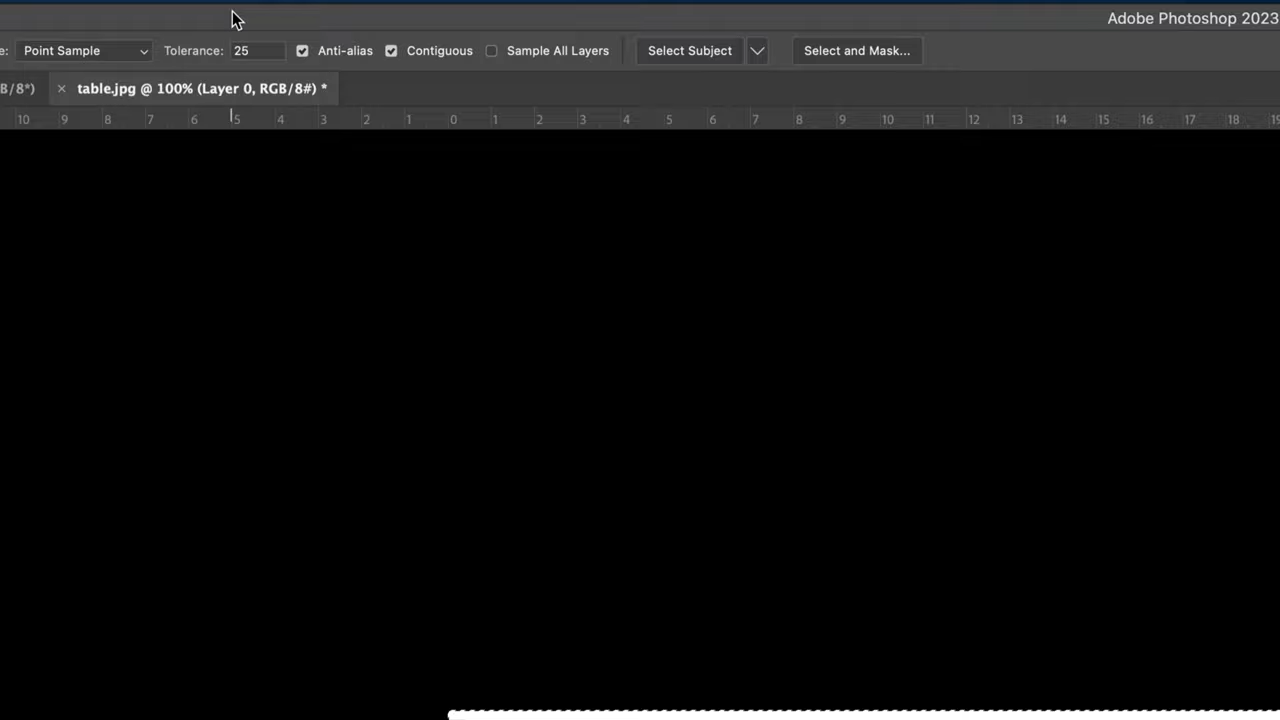 Adobe Photoshop 2023
e: Point Sample Tolerance: 25 Anti-alias Contiguous Sample All Layers Select Subject Select and Mask...
B/8*) × table.jpg @ 100% (Layer 0, RGB/8#) *
10 9 8 7 6 5 4 3 2 1 0 1 2 3 4 5 6 7 8 9 10 11 12 13 14 15 16 17 18 19